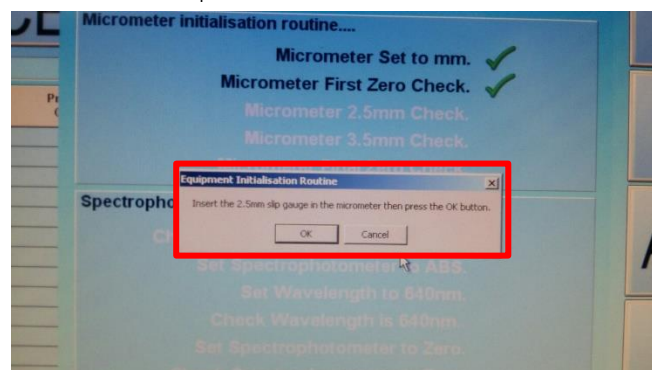 Micrometer initialisation routine....
Micrometer Set to mm.
Micrometer First Zero Check.
Micrometer 2.5mm Check.
Micrometer 3.5mm Check.
Equipment Initialisation Routine
Insert the 2.5mm slip gauge in the micrometer then press the OK button.
OK Cancel
Set Spectrophotometer to ABS.
Set Wavelength to 640nm.
Check Wavelength is 640nm.
Set Spectrophotometer to Zero.